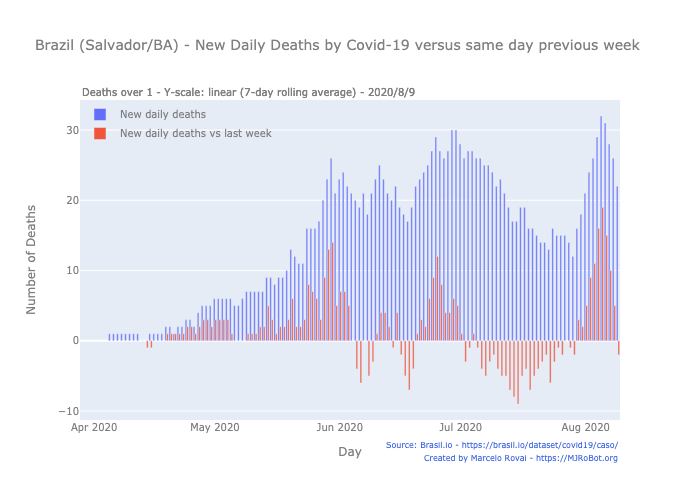 Brazil (Salvador/BA) - New Daily Deaths by Covid-19 versus same day previous week
Deaths over 1 - Y-scale: linear (7-day rolling average) - 2020/8/9
New daily deaths
New daily deaths vs last week
Number of Deaths
30
20
10
0
−10
Apr 2020
May 2020
Jun 2020
Jul 2020
Aug 2020
Day
Source: Brasil.io - https://brasil.io/dataset/covid19/caso/
Created by Marcelo Rovai - https://MJRoBot.org